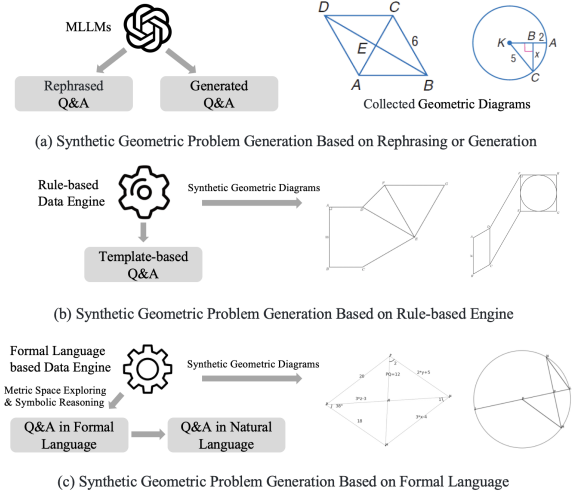 MLLMs
Rephrased
Q&A
Generated
Q&A
D
C
E
6
A
B
K
B
2
A
5
x
C
Collected Geometric Diagrams
(a) Synthetic Geometric Problem Generation Based on Rephrasing or Generation
Rule-based
Data Engine
Synthetic Geometric Diagrams
Template-based
Q&A
(b) Synthetic Geometric Problem Generation Based on Rule-based Engine
Formal Language
based Data Engine
Synthetic Geometric Diagrams
Metric Space Exploring
& Symbolic Reasoning
Q&A in Formal
Language
Q&A in Natural
Language
2*y+5
PQ=12
3*x-3
36°
18
3*x-4
(c) Synthetic Geometric Problem Generation Based on Formal Language